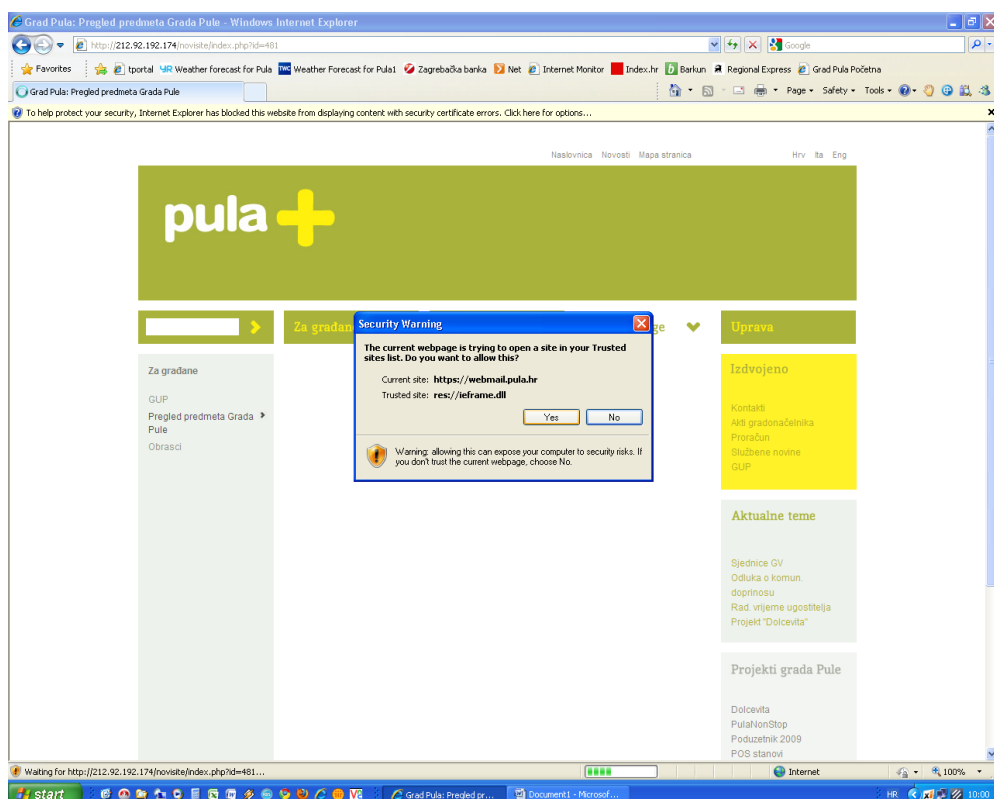 Grad Pula: Pregled predmeta Grada Pule - Windows Internet Explorer
http://212.92.192.174/novisite/index.php?id=481
Google
Favorites tportal Weather forecast for Pula Weather Forecast for Pula1 Zagrebačka banka Net Internet Monitor Index.hr Barkun Regional Express Grad Pula Početna
Grad Pula: Pregled predmeta Grada Pule
Page Safety Tools
To help protect your security, Internet Explorer has blocked this website from displaying content with security certificate errors. Click here for options...
Naslovnica Novosti Mapa stranica Hrv Ita Eng
pula+
Za građan
ge
Uprava
Security Warning
The current webpage is trying to open a site in your Trusted
sites list. Do you want to allow this?
Current site: https://webmail.pula.hr
Trusted site: res://ieframe.dll
Yes No
Warning: allowing this can expose your computer to security risks. If
you don't trust the current webpage, choose No.
Za građane
GUP
Pregled predmeta Grada
Pule
Obrasci
Izdvojeno
Kontakti
Akti gradonačelnika
Proračun
Službene novine
GUP
Aktualne teme
Sjednice GV
Odluka o komun.
doprinosu
Rad. vrijeme ugostitelja
Projekt "Dolcevita"
Projekti grada Pule
Dolcevita
PulaNonStop
Poduzetnik 2009
POS stanovi
Waiting for http://212.92.192.174/novisite/index.php?id=481...
Internet
100%
start
Grad Pula: Pregled pr...
Document1 - Microsof...
HR
10:00